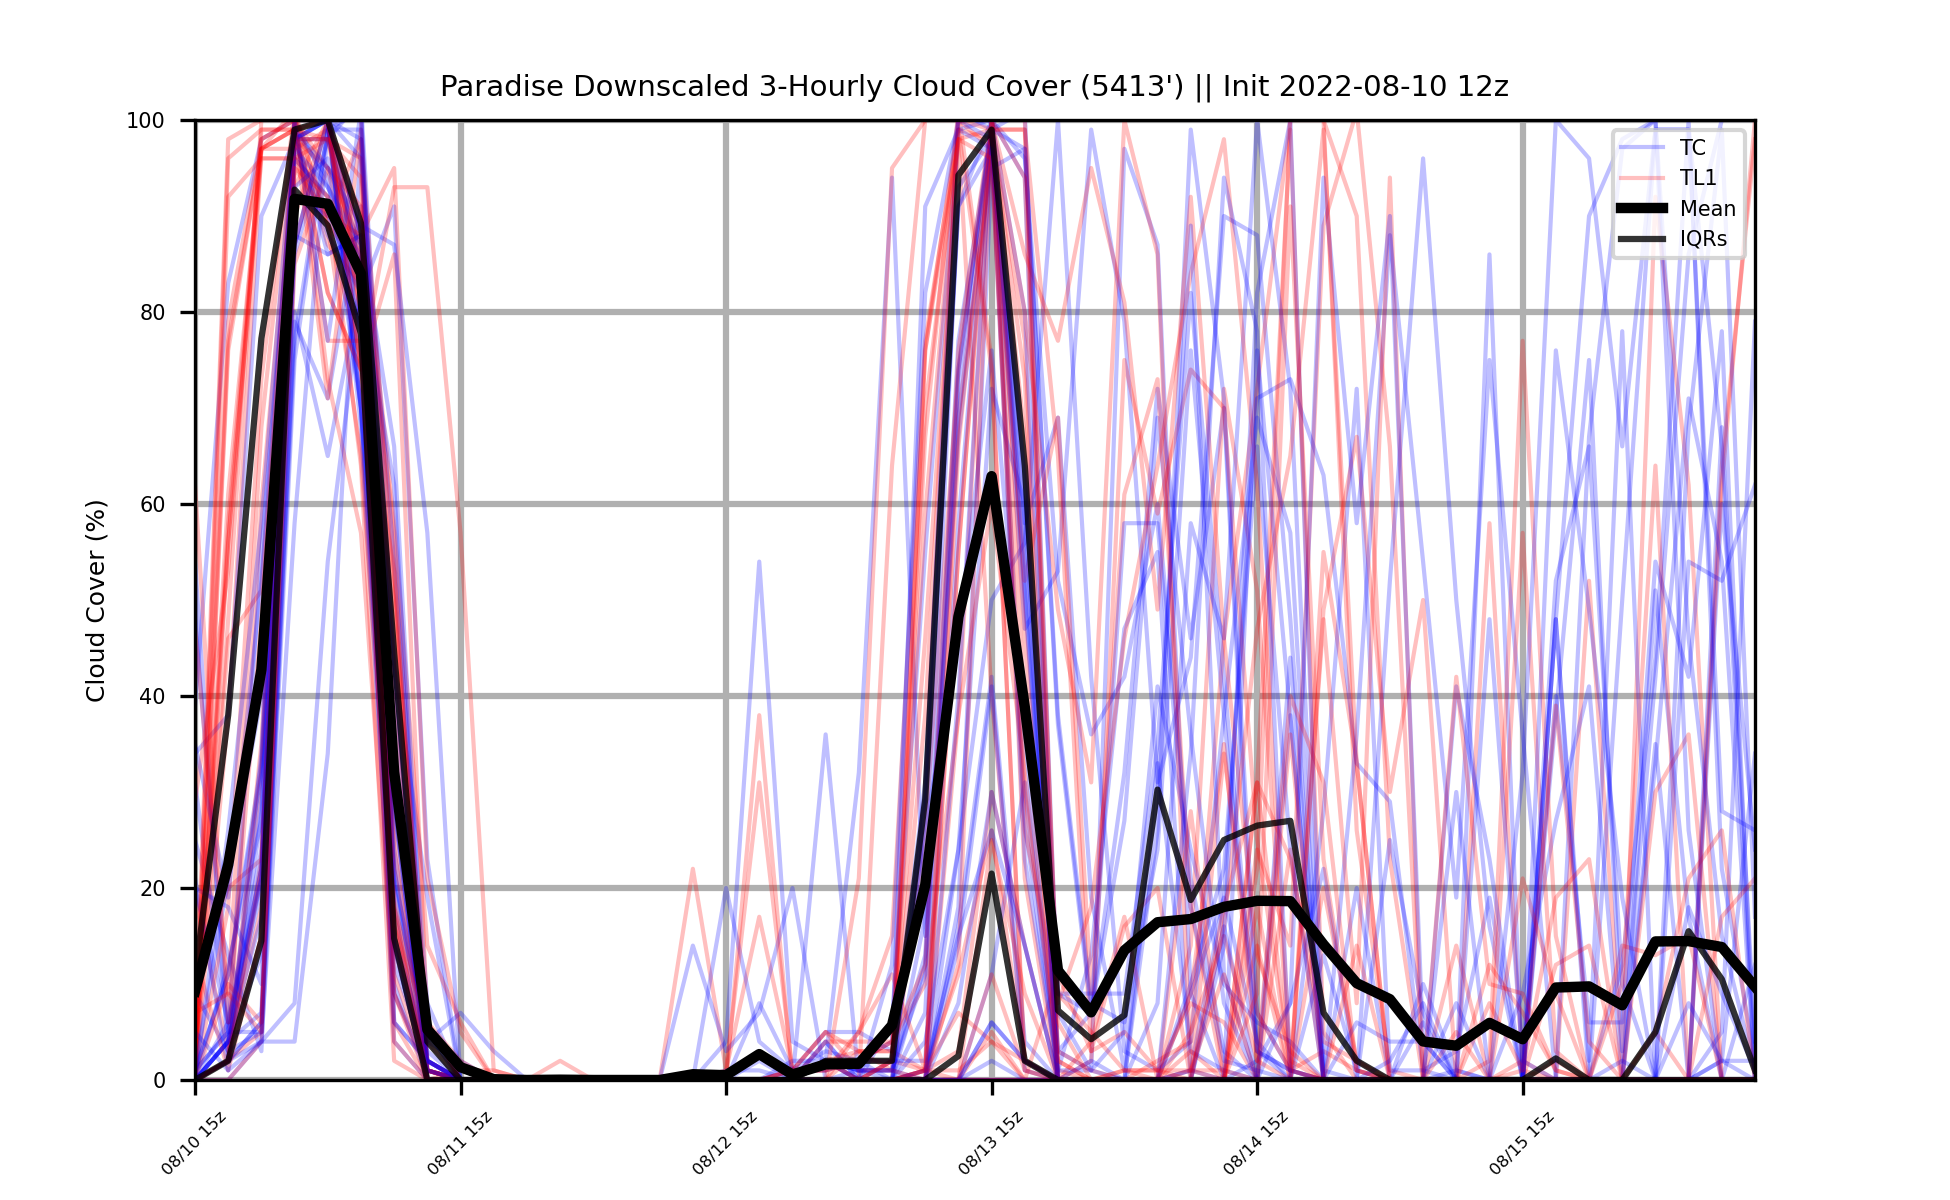 Paradise Downscaled 3-Hourly Cloud Cover (5413') || Init 2022-08-10 12z
100
80
60
40
20
0
Cloud Cover (%)
TC
TL1
Mean
IQRs
08/10 15z
08/11 15z
08/12 15z
08/13 15z
08/14 15z
08/15 15z